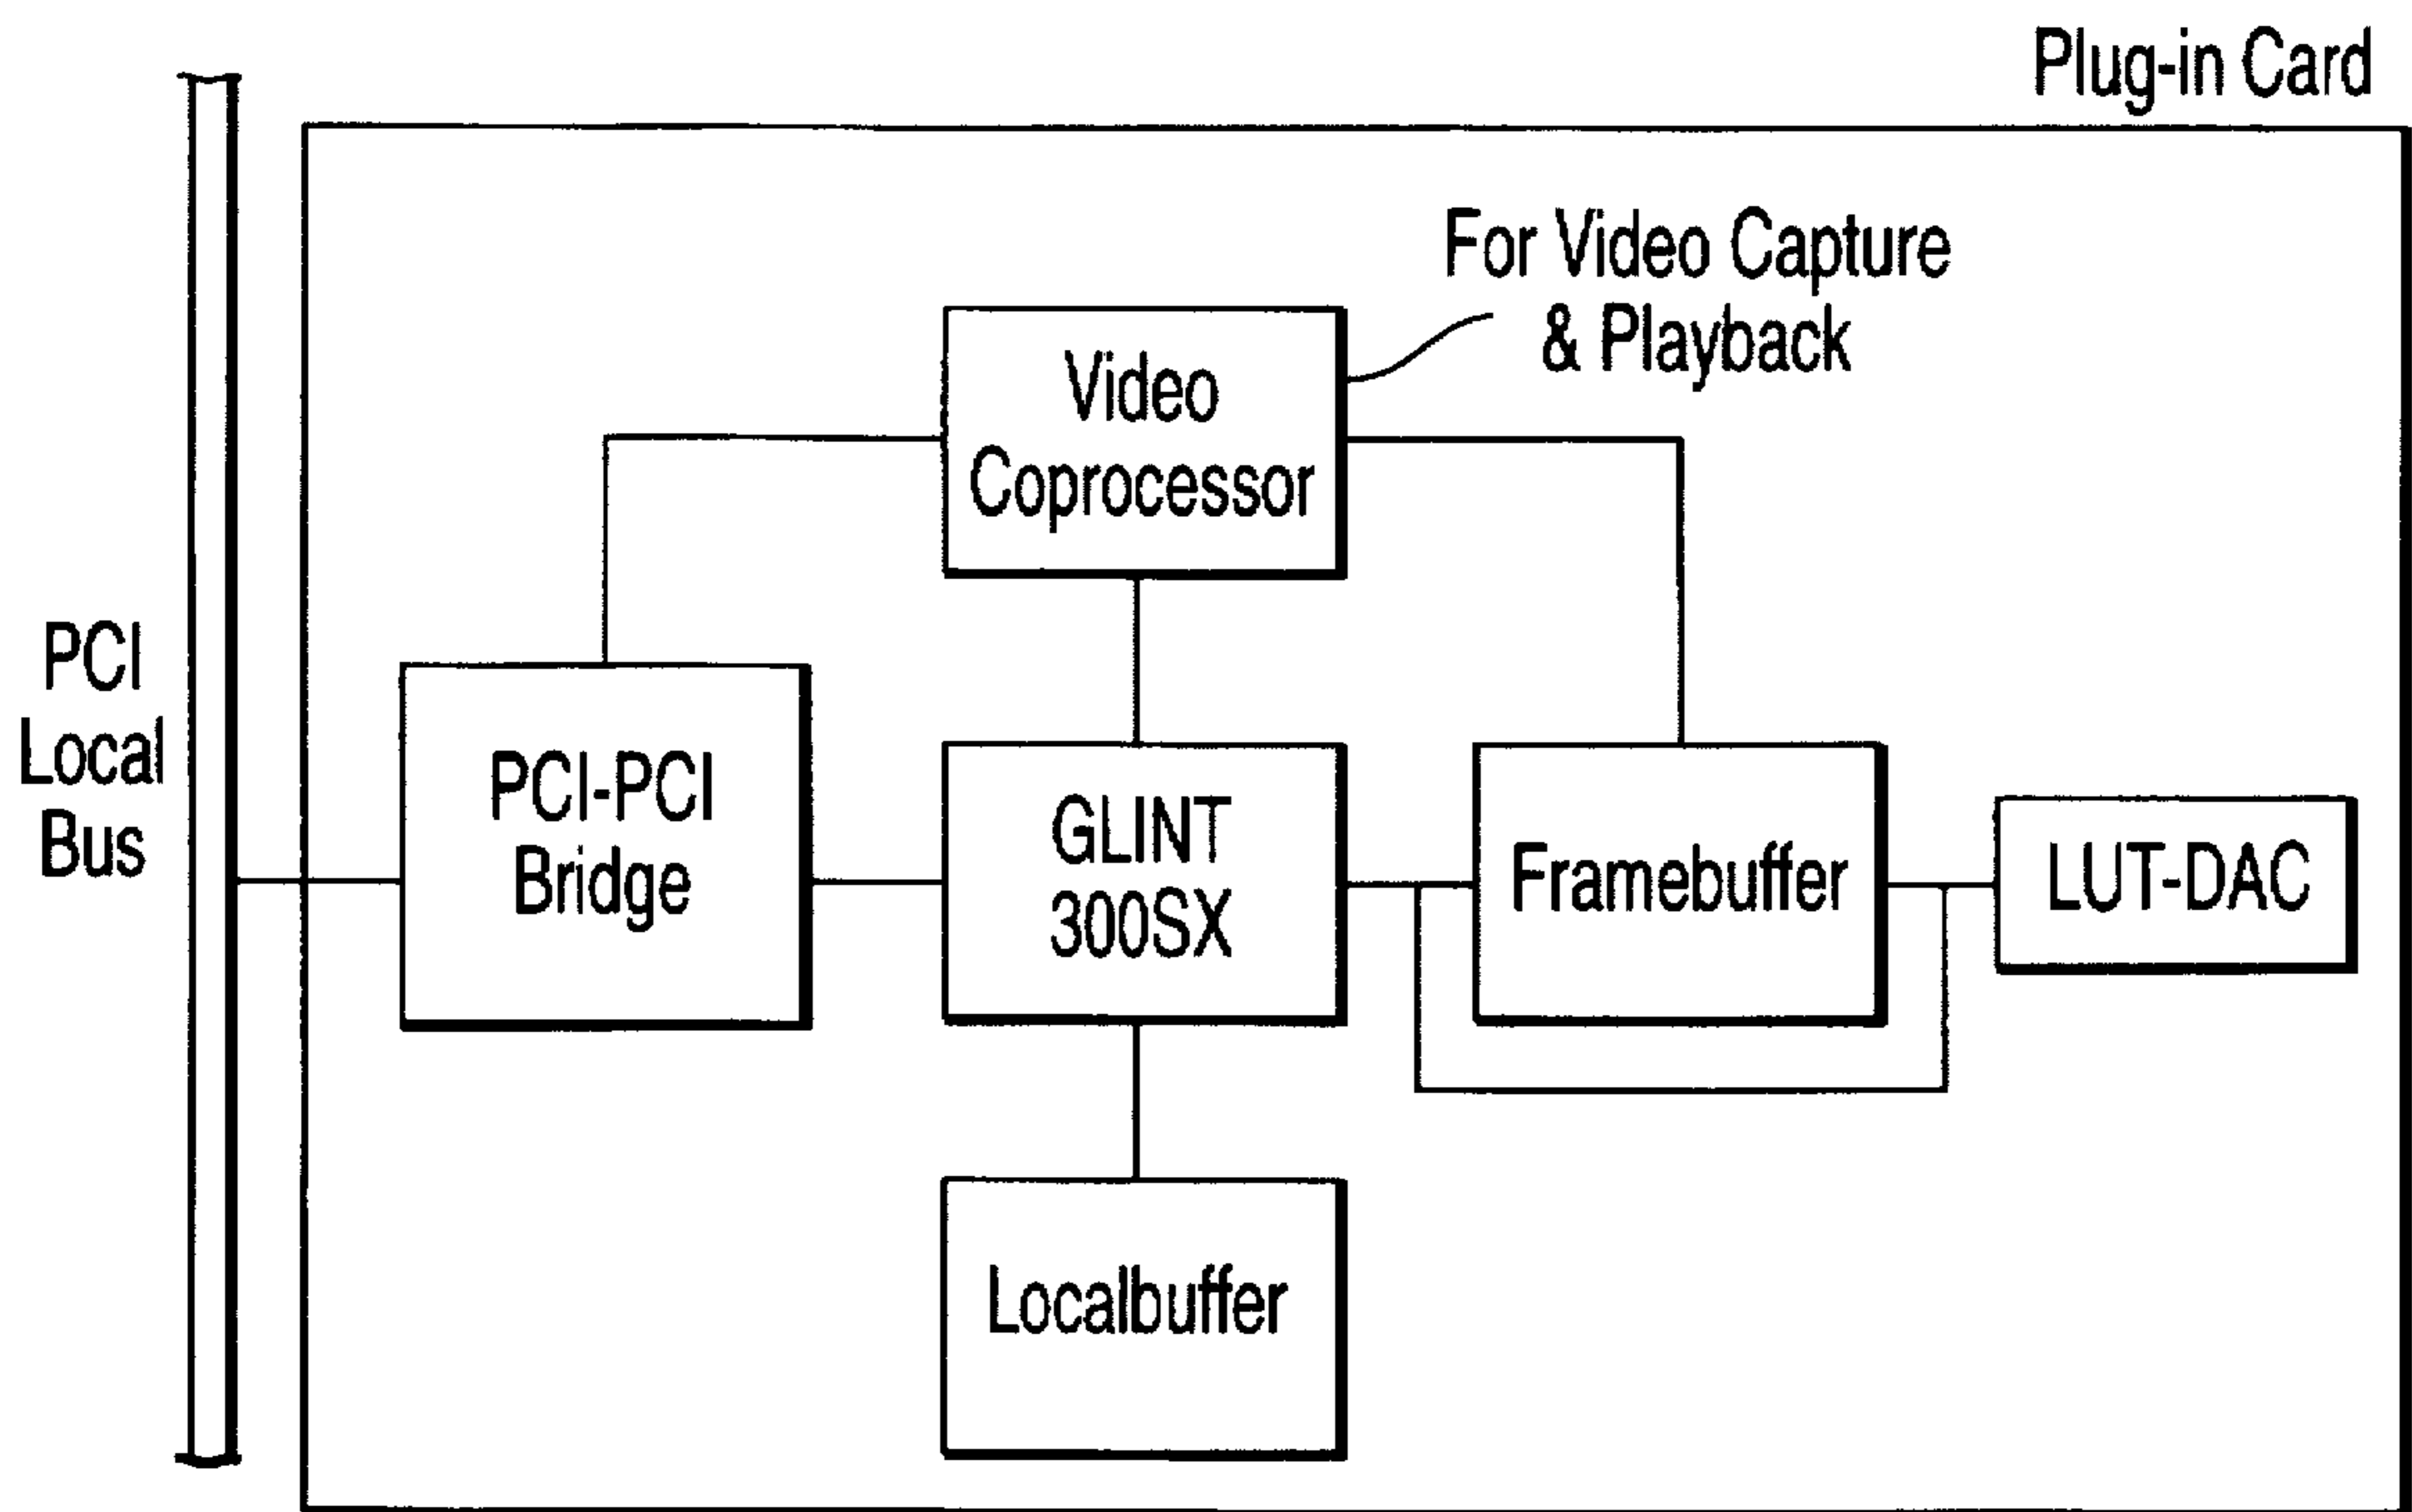 Plug-in Card
For Video Capture
& Playback
Video
Coprocessor
PCI
Local
Bus
PCI-PCI
Bridge
GLINT
300SX
Framebuffer
LUT-DAC
Localbuffer